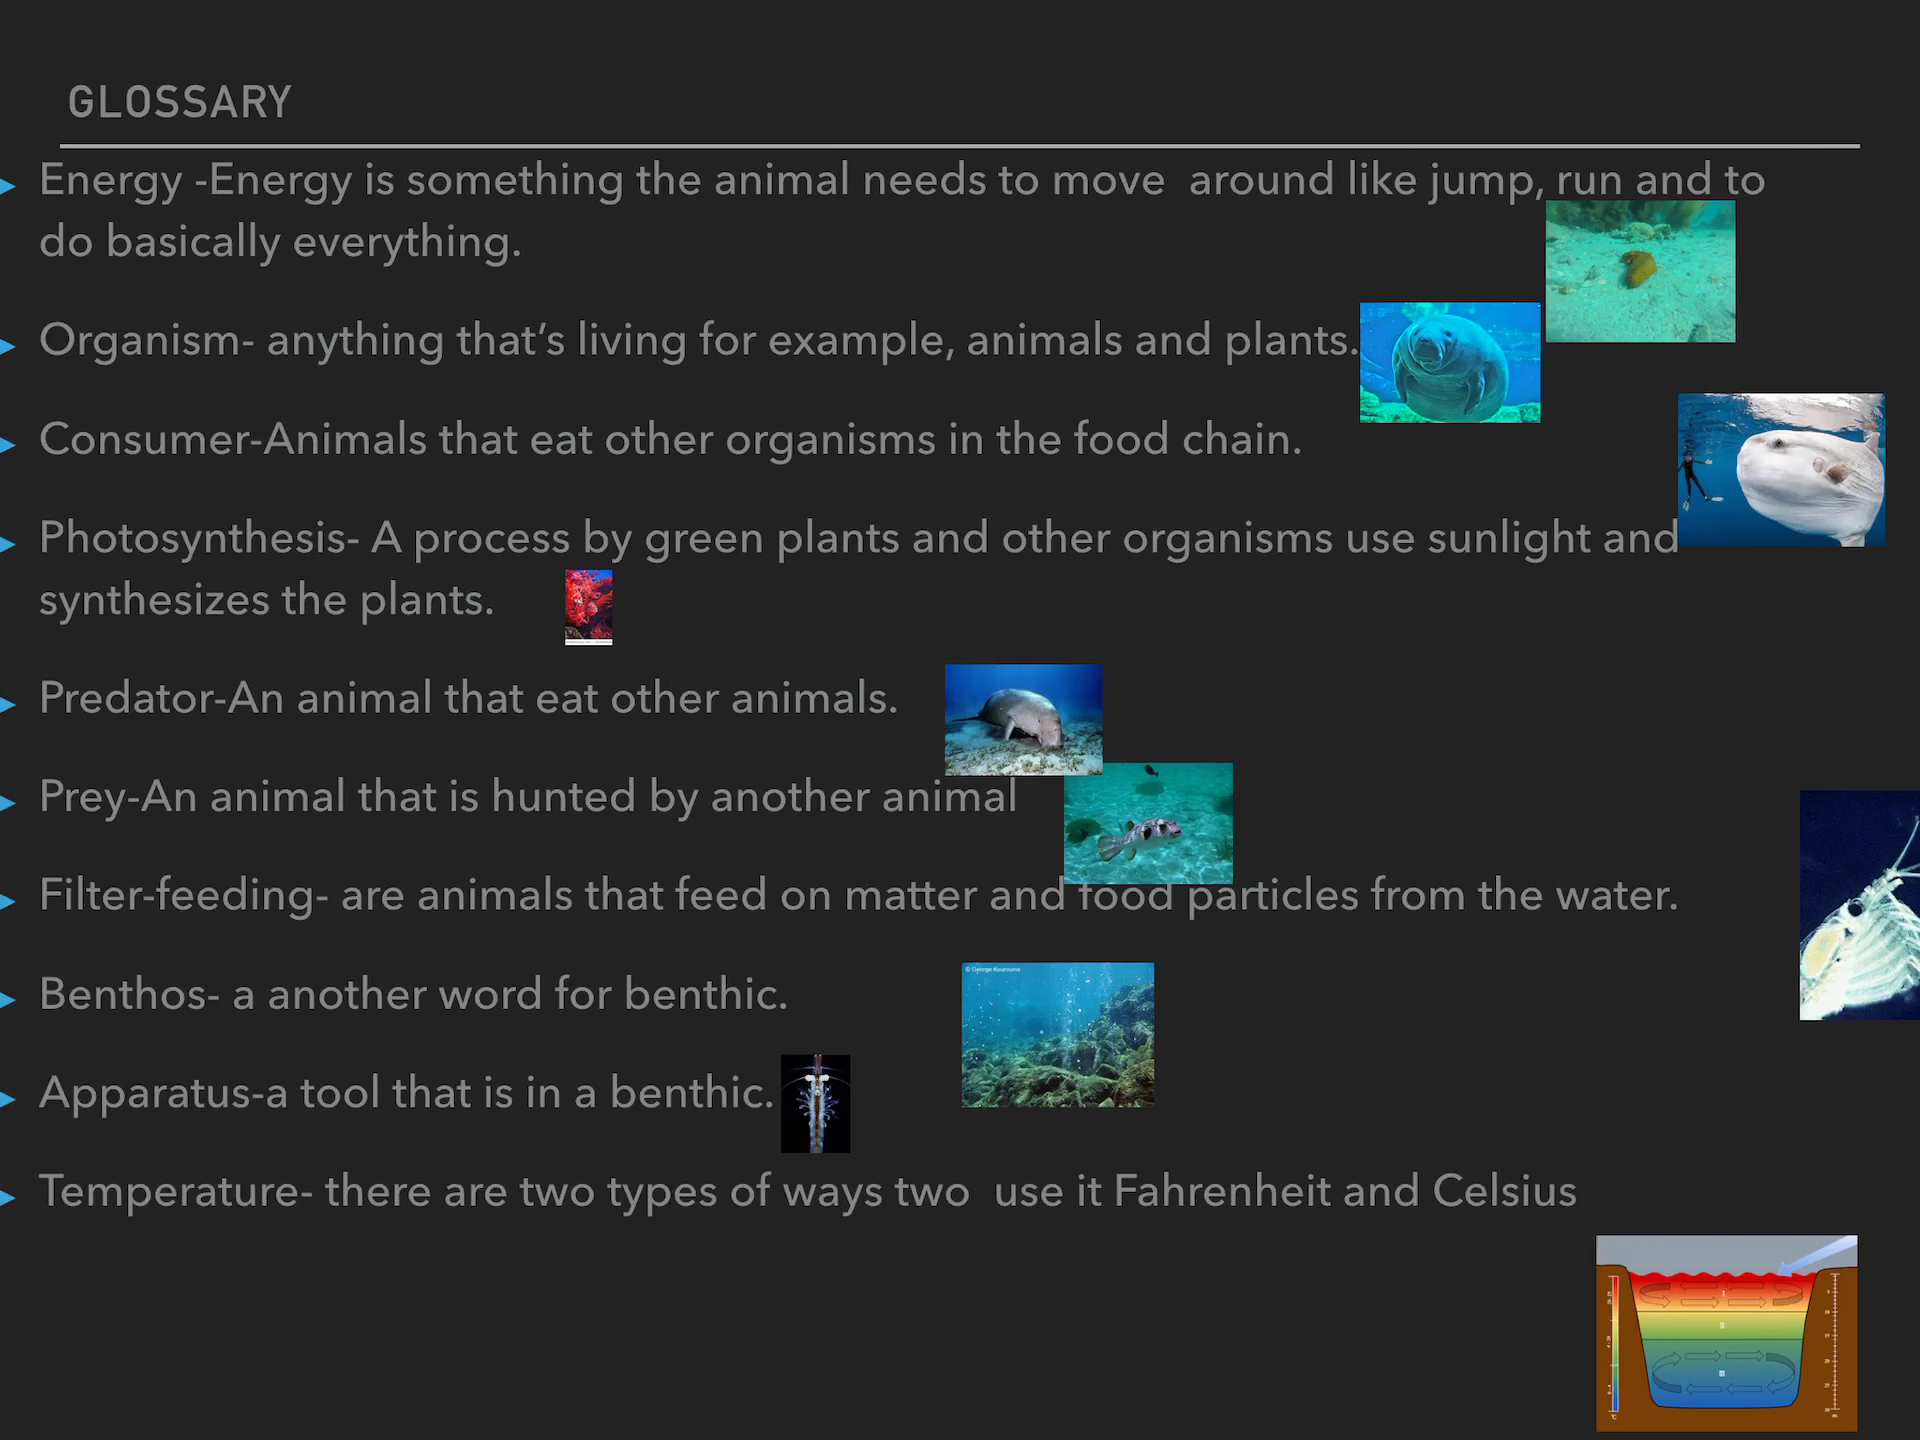 GLOSSARY
Energy -Energy is something the animal needs to move  around like jump, run and to
do basically everything.
Organism- anything that’s living for example, animals and plants.
Consumer-Animals that eat other organisms in the food chain.
Photosynthesis- A process by green plants and other organisms use sunlight and
synthesizes the plants.
Predator-An animal that eat other animals.
Prey-An animal that is hunted by another animal
Filter-feeding- are animals that feed on matter and food particles from the water.
Benthos- a another word for benthic.
© George Kourounis
Apparatus-a tool that is in a benthic.
Temperature- there are two types of ways two  use it Fahrenheit and Celsius
I
II
III